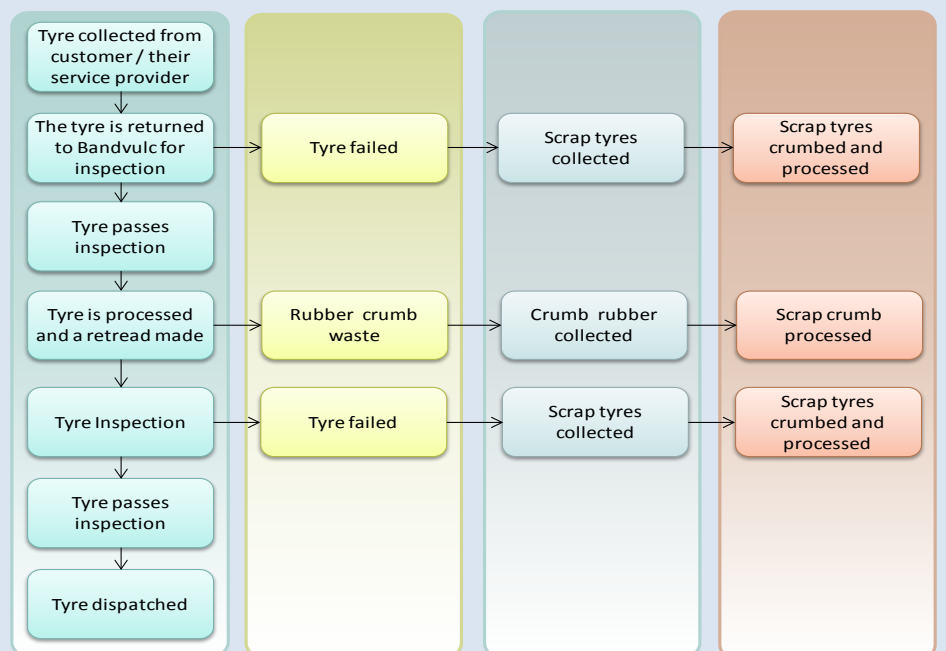 Tyre collected from
customer / their
service provider
The tyre is returned
to Bandvulc for
inspection
Tyre failed
Scrap tyres
collected
Scrap tyres
crumbed and
processed
Tyre passes
inspection
Tyre is processed
and a retread made
Rubber crumb
waste
Crumb rubber
collected
Scrap crumb
processed
Tyre Inspection
Tyre failed
Scrap tyres
collected
Scrap tyres
crumbed and
processed
Tyre passes
inspection
Tyre dispatched